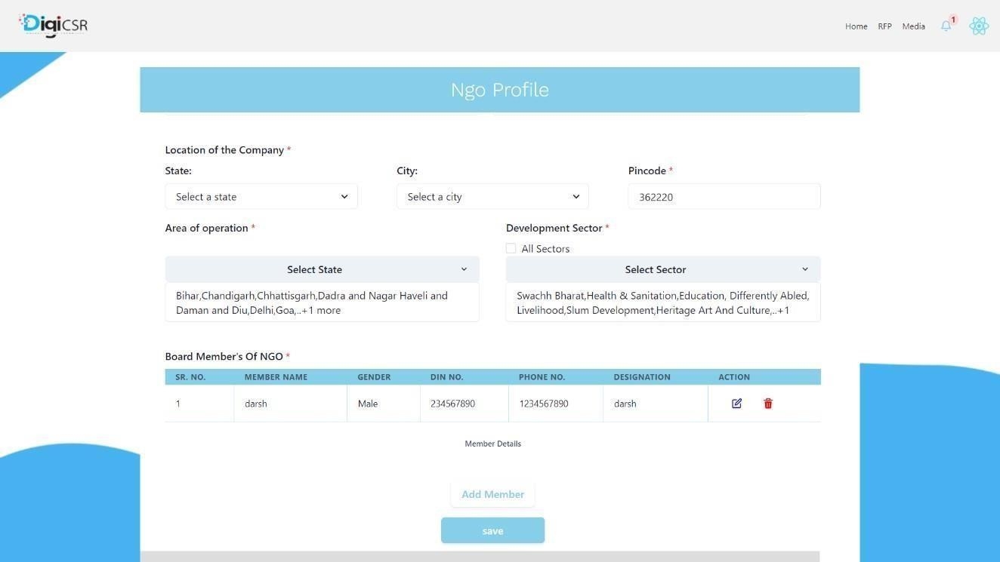 DigiCSR
Home RFP Media 1
Ngo Profile
Location of the Company *
State: City: Pincode *
Select a state Select a city 362220
Area of operation * Development Sector *
All Sectors
Select State Select Sector
Bihar,Chandigarh,Chhattisgarh,Dadra and Nagar Haveli and
Daman and Diu,Delhi,Goa,..+1 more
Swachh Bharat,Health & Sanitation,Education, Differently Abled,
Livelihood,Slum Development,Heritage Art And Culture,..+1
Board Member's Of NGO *
SR. NO. MEMBER NAME GENDER DIN NO. PHONE NO. DESIGNATION ACTION
1 darsh Male 234567890 1234567890 darsh
Member Details
Add Member
save